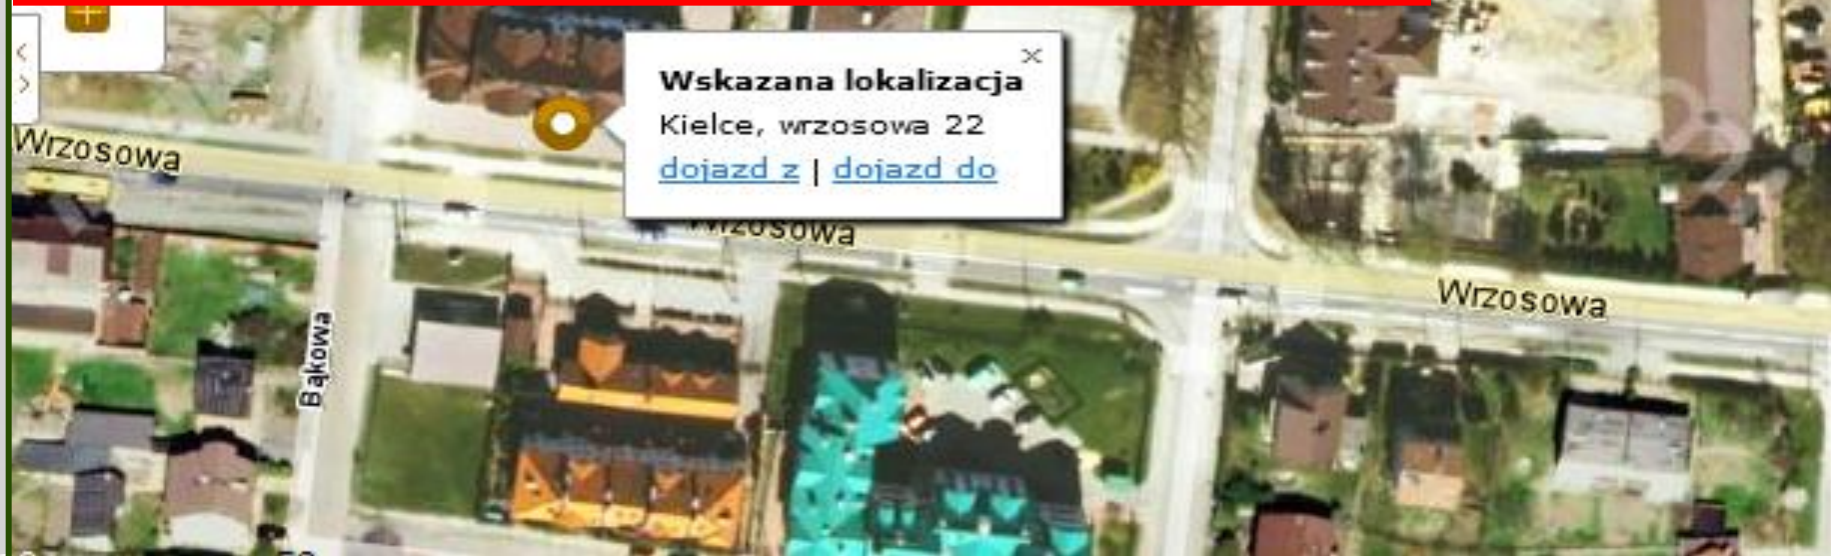 Wskazana lokalizacja
Kielce, wrzosowa 22
dojazd z | dojazd do
Wrzosowa
Wrzosowa
Wrzosowa
Bąkowa